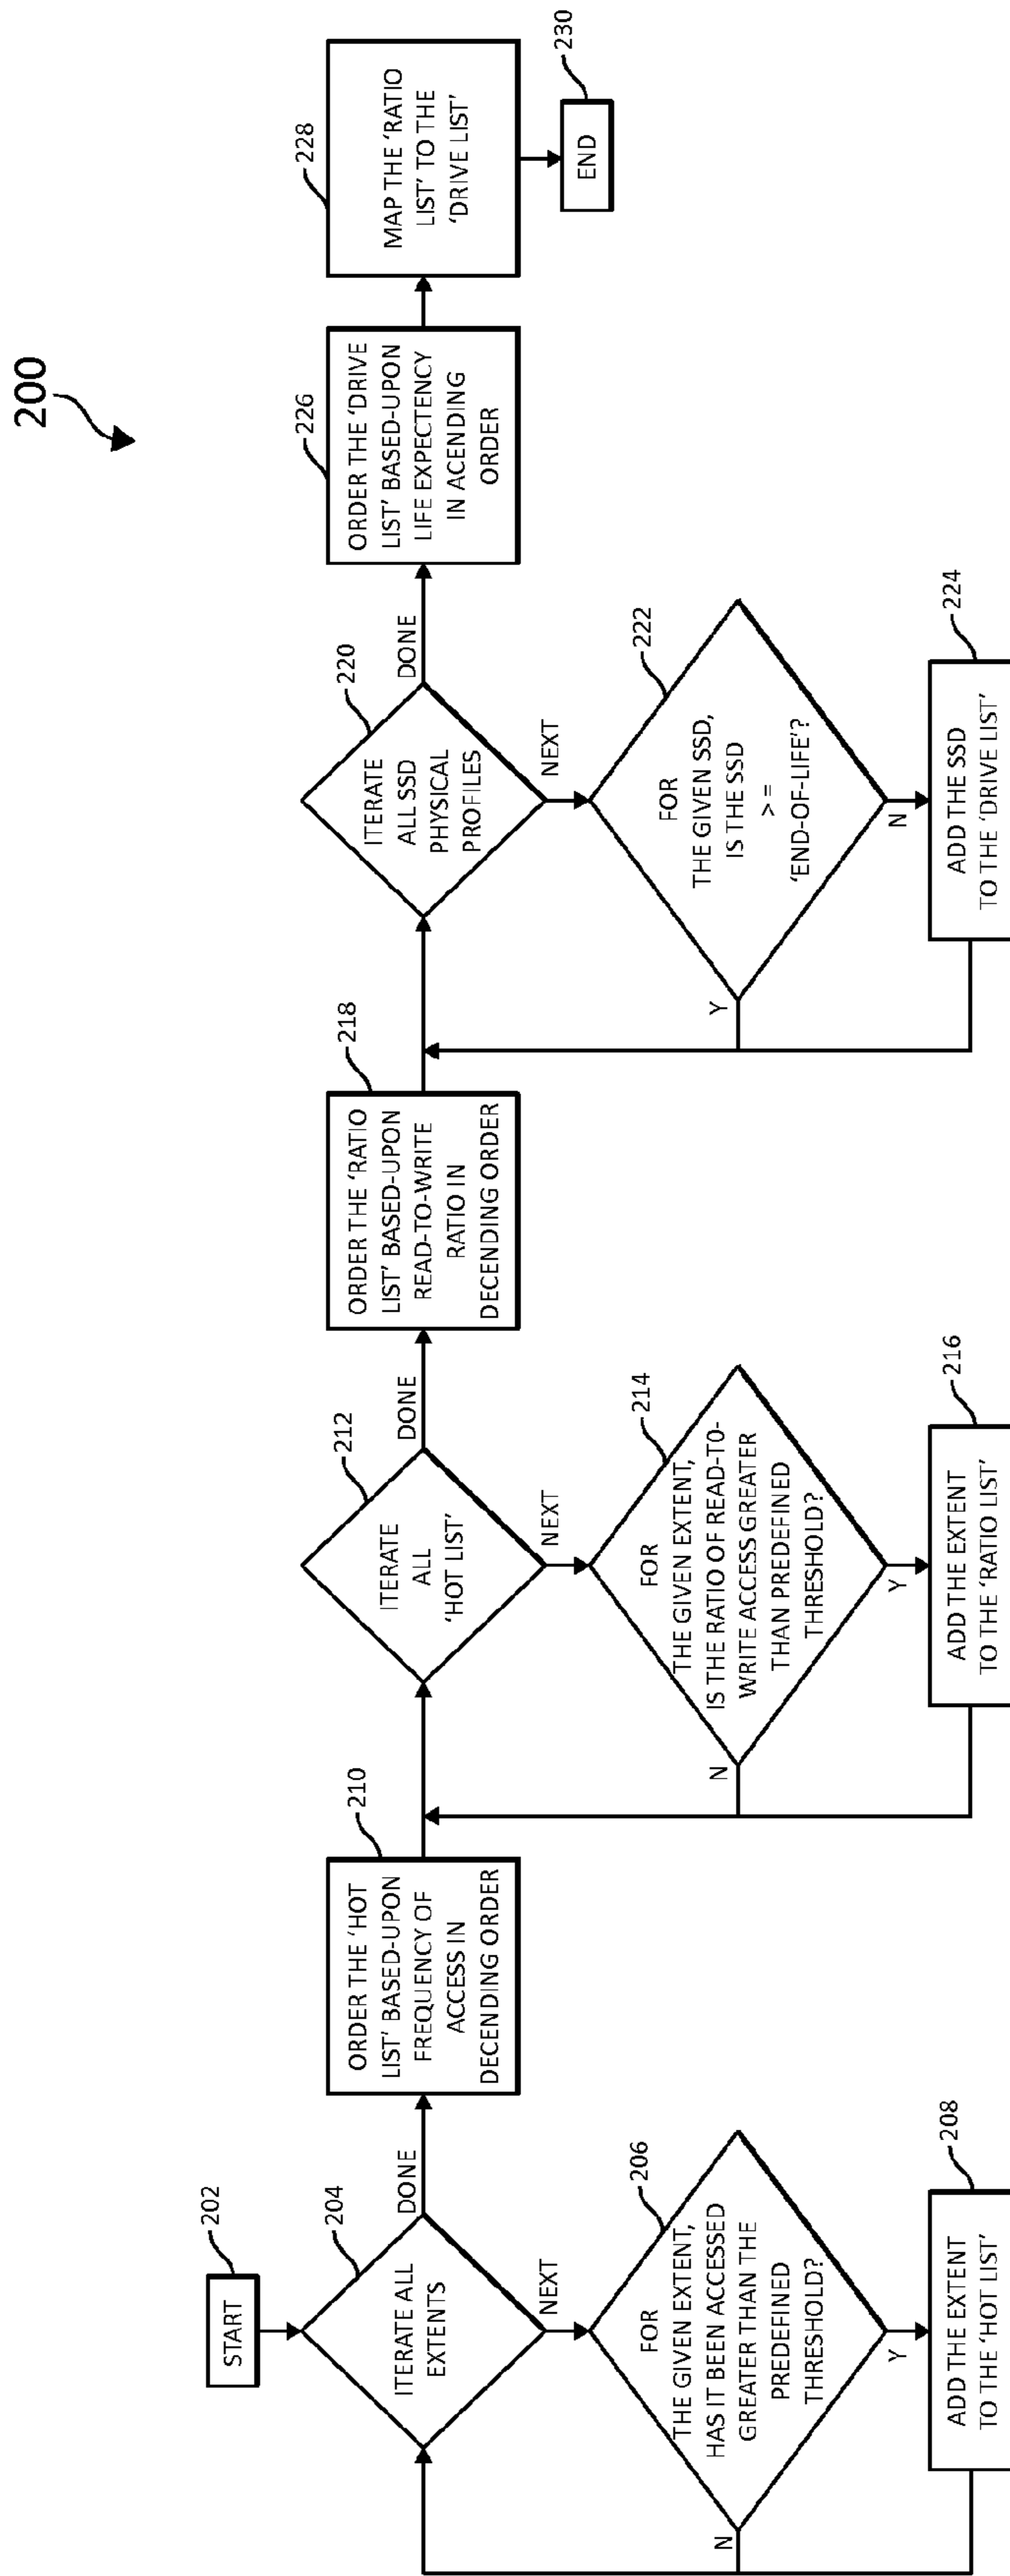 200
START
202
ITERATE ALL
EXTENTS
204
DONE
NEXT
FOR
THE GIVEN EXTENT,
HAS IT BEEN ACCESSED
GREATER THAN THE
PREDEFINED
THRESHOLD?
206
N
Y
ADD THE EXTENT
TO THE 'HOT LIST'
208
ORDER THE 'HOT
LIST' BASED-UPON
FREQUENCY OF
ACCESS IN
DECENDING ORDER
210
ITERATE
ALL
'HOT LIST'
212
DONE
NEXT
FOR
THE GIVEN EXTENT,
IS THE RATIO OF READ-TO-
WRITE ACCESS GREATER
THAN PREDEFINED
THRESHOLD?
214
N
Y
ADD THE EXTENT
TO THE 'RATIO LIST'
216
ORDER THE 'RATIO
LIST' BASED-UPON
READ-TO-WRITE
RATIO IN
DECENDING ORDER
218
ITERATE
ALL SSD
PHYSICAL
PROFILES
220
DONE
NEXT
FOR
THE GIVEN SSD,
IS THE SSD
>=
'END-OF-LIFE'?
222
Y
N
ADD THE SSD
TO THE 'DRIVE LIST'
224
ORDER THE 'DRIVE
LIST' BASED-UPON
LIFE EXPECTENCY
IN ACENDING
ORDER
226
MAP THE 'RATIO
LIST' TO THE
'DRIVE LIST'
228
END
230